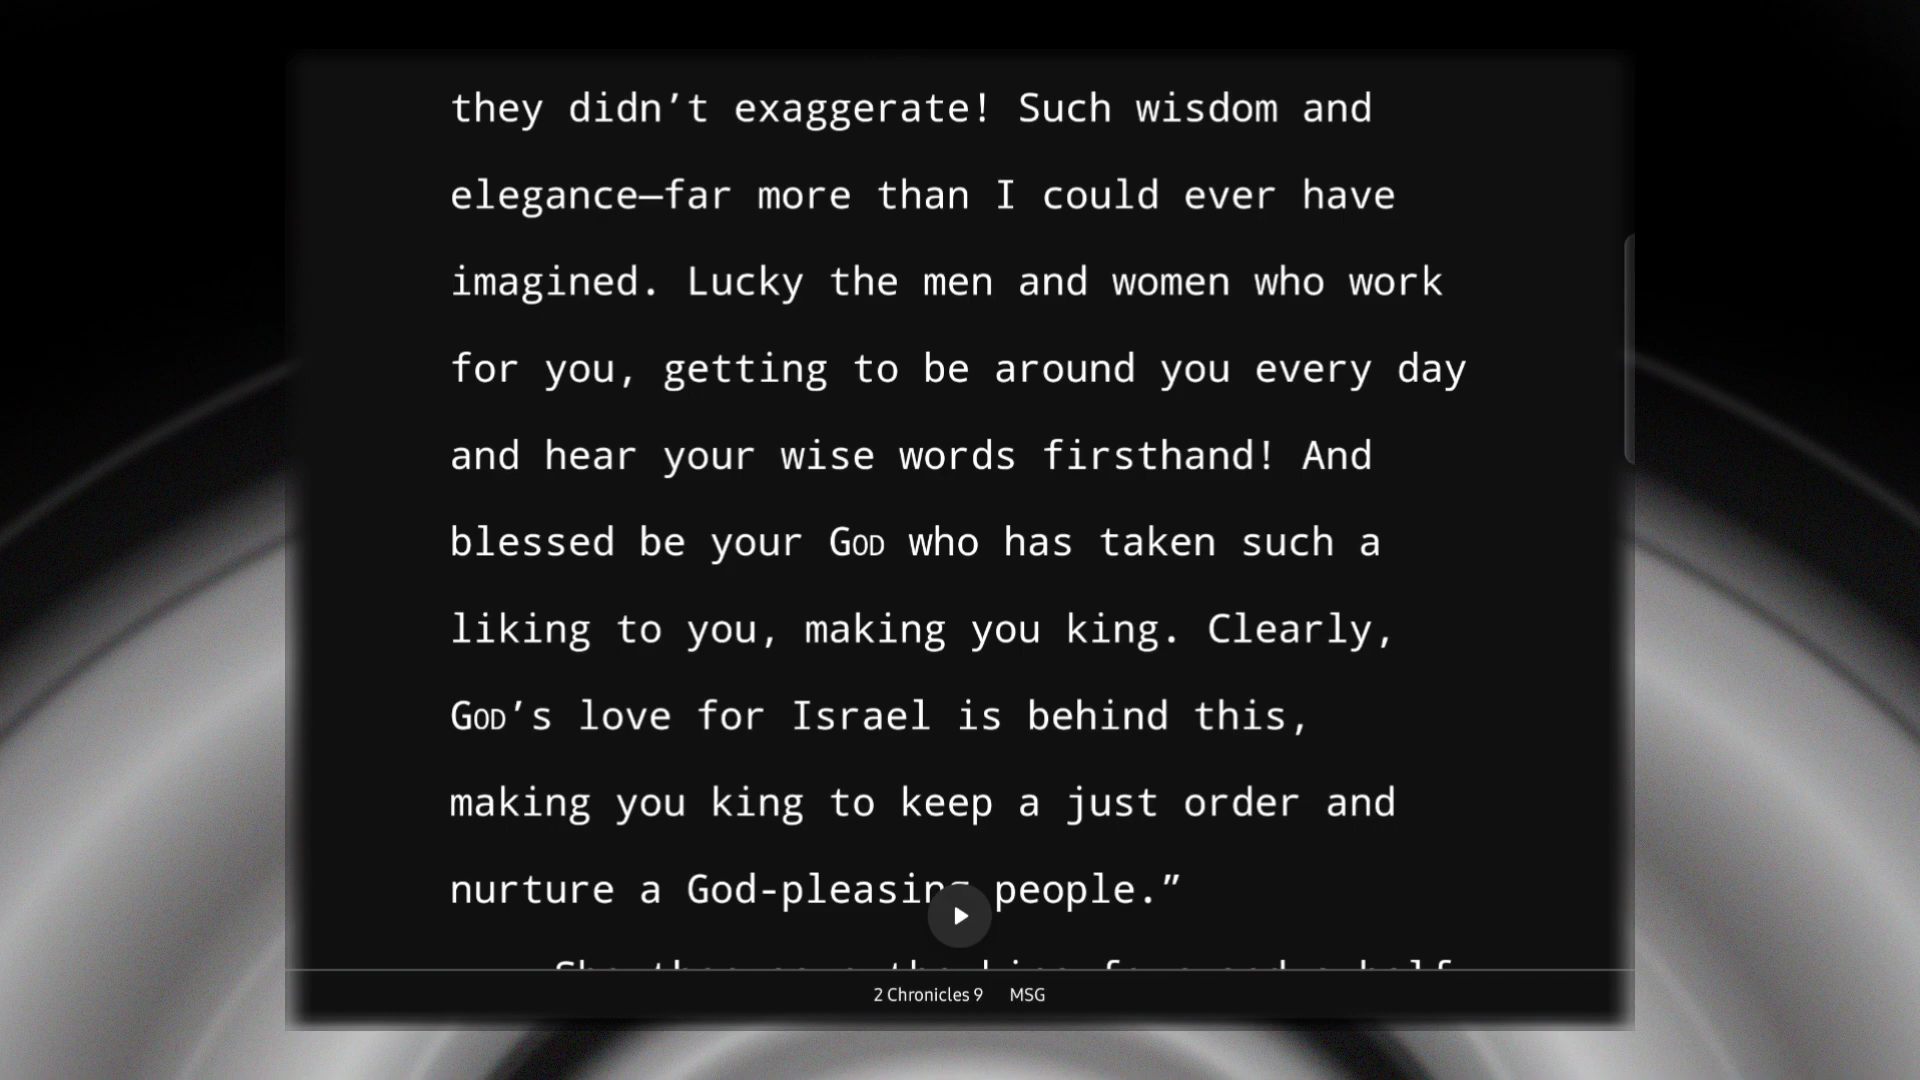 they didn’t exaggerate! Such wisdom and
elegance—far more than I could ever have
imagined. Lucky the men and women who work
for you, getting to be around you every day
and hear your wise words firsthand! And
blessed be your GOD who has taken such a
liking to you, making you king. Clearly,
GOD’s love for Israel is behind this,
making you king to keep a just order and
nurture a God-pleasing people.”
2 Chronicles 9 MSG